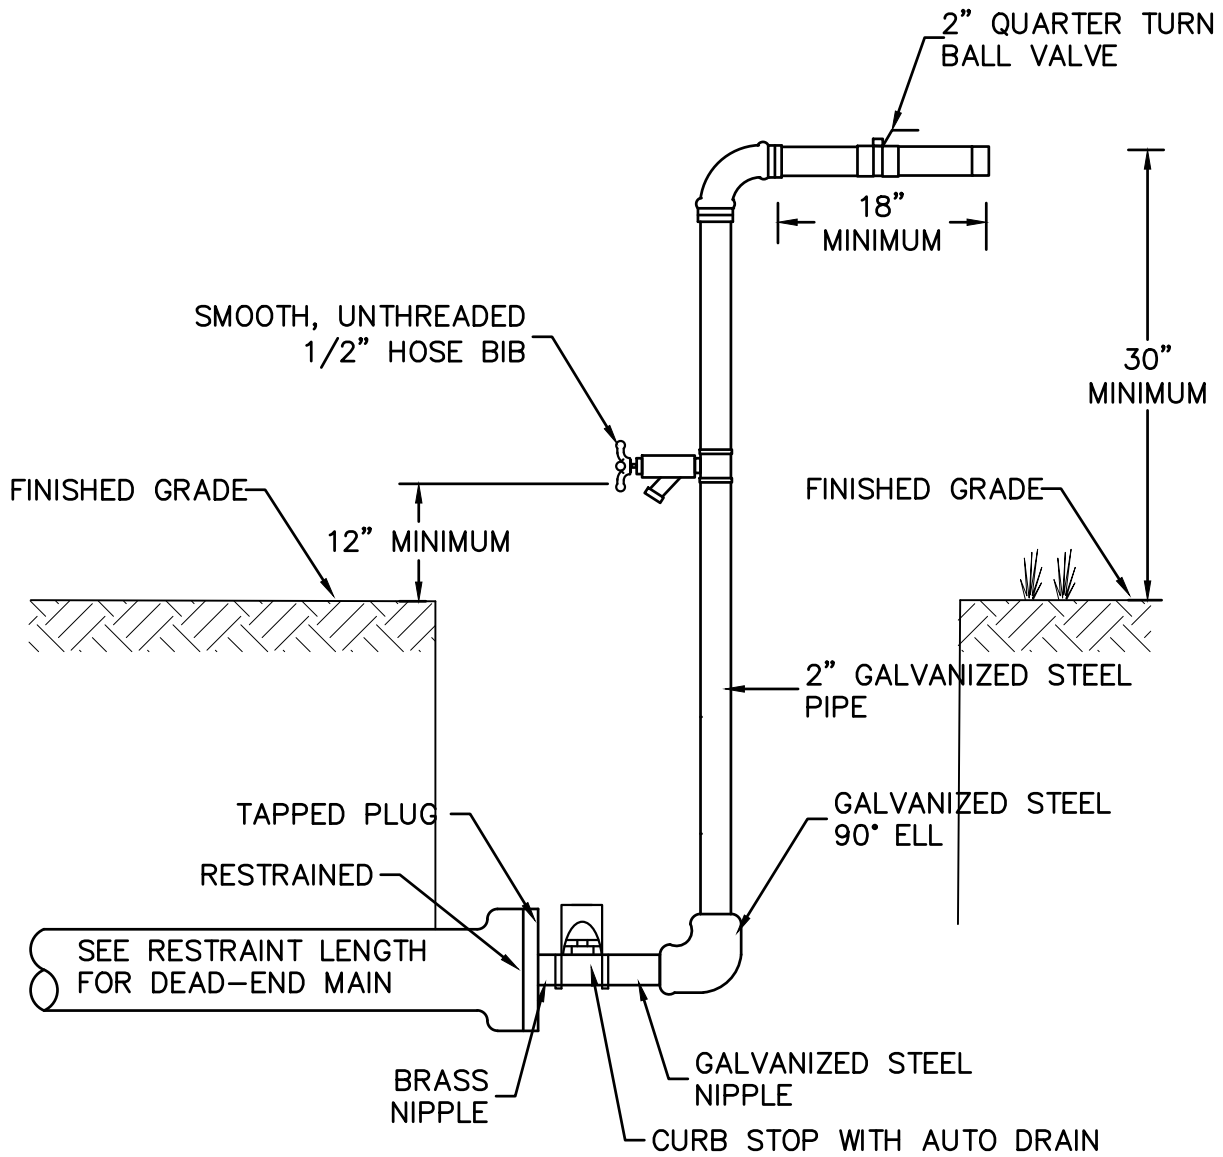 2” QUARTER TURN
BALL VALVE
18”
MINIMUM
SMOOTH, UNTHREADED
1/2” HOSE BIB
30”
MINIMUM
FINISHED GRADE
FINISHED GRADE
12” MINIMUM
2” GALVANIZED STEEL
PIPE
TAPPED PLUG
GALVANIZED STEEL
90° ELL
RESTRAINED
SEE RESTRAINT LENGTH
FOR DEAD-END MAIN
BRASS
NIPPLE
GALVANIZED STEEL
NIPPLE
CURB STOP WITH AUTO DRAIN